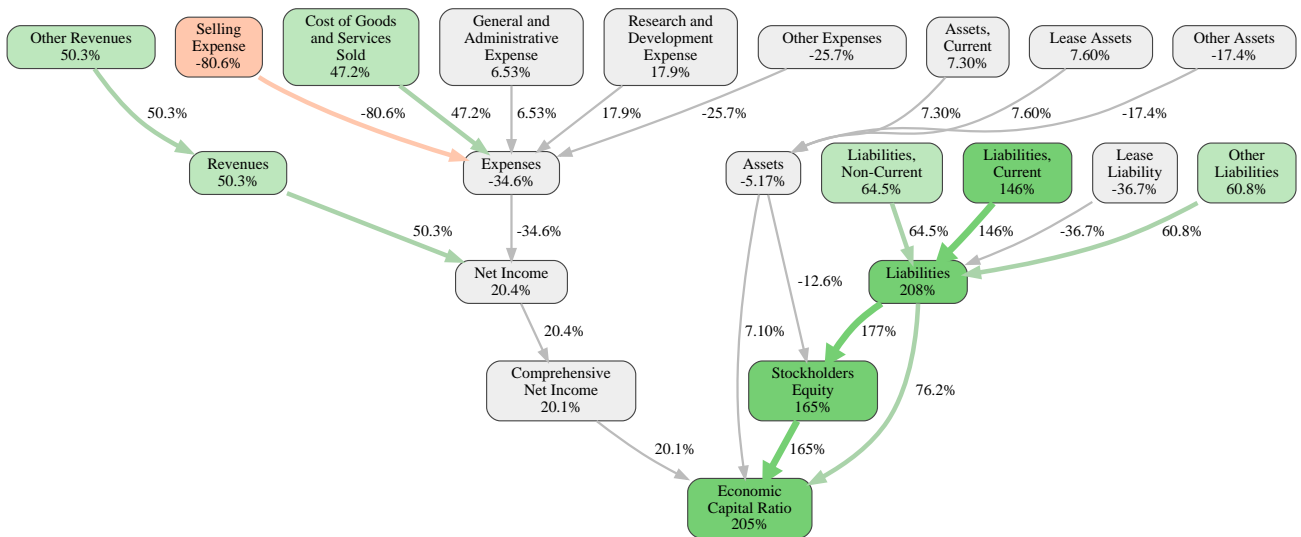 Other Revenues
50.3%
Selling
Expense
-80.6%
Cost of Goods
and Services
Sold
47.2%
General and
Administrative
Expense
6.53%
Research and
Development
Expense
17.9%
Other Expenses
-25.7%
Assets,
Current
7.30%
Lease Assets
7.60%
Other Assets
-17.4%
50.3%
-80.6%
47.2%
6.53%
17.9%
-25.7%
7.30%
7.60%
-17.4%
Revenues
50.3%
Expenses
-34.6%
Assets
-5.17%
Liabilities,
Non-Current
64.5%
Liabilities,
Current
146%
Lease
Liability
-36.7%
Other
Liabilities
60.8%
50.3%
-34.6%
64.5%
146%
-36.7%
60.8%
Net Income
20.4%
-12.6%
Liabilities
208%
20.4%
7.10%
177%
Comprehensive
Net Income
20.1%
Stockholders
Equity
165%
76.2%
20.1%
165%
Economic
Capital Ratio
205%